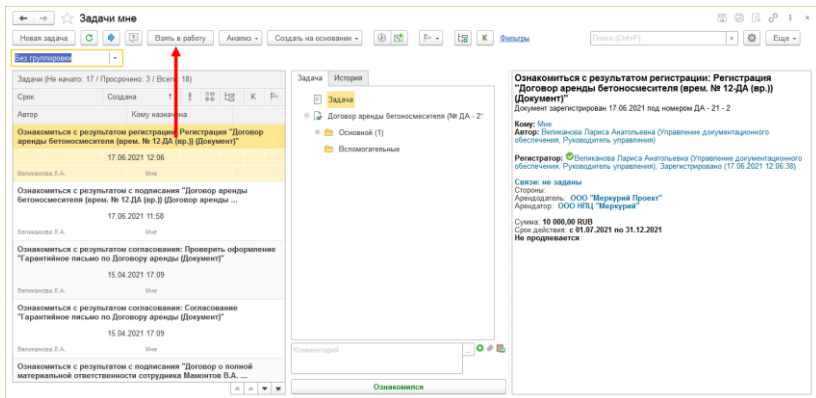 Задачи мне
Новая задача Взять в работу Анализ Создать на основании К Фильтры Поиск (Ctrl+F) Еще
Без группировки
Задачи (Не начато: 17 / Просрочено: 3 / Всего: 18)
Срок Создана К
Автор Кому назначена
Ознакомиться с результатом регистрации: Регистрация "Договор
аренды бетоносмесителя (врем. № 12-ДА (вр.)) (Документ)"
17.06.2021 12:06
Великанова Л.А. Мне
Ознакомиться с результатом с подписания "Договор аренды
бетоносмесителя (врем. № 12-ДА (вр.)) (Договор аренды ...
17.06.2021 11:58
Великанова Л.А. Мне
Ознакомиться с результатом согласования: Проверить оформление
"Гарантийное письмо по Договору аренды (Документ)"
15.04.2021 17:09
Великанова Л.А. Мне
Ознакомиться с результатом согласования: Согласование
"Гарантийное письмо по Договору аренды (Документ)"
15.04.2021 17:09
Великанова Л.А. Мне
Ознакомиться с результатом с подписания "Договор о полной
материальной ответственности сотрудника Мамонтов В.А. ...
Задача История
Задача
Договор аренды бетоносмесителя (№ ДА - 2"
Основной (1)
Вспомогательные
Комментарий
...
Ознакомился
Ознакомиться с результатом регистрации: Регистрация
"Договор аренды бетоносмесителя (врем. № 12-ДА (вр.))
(Документ)"
Документ зарегистрирован 17.06.2021 под номером ДА - 21 - 2
Кому: Мне
Автор: Великанова Лариса Анатольевна (Управление документационного
обеспечения, Руководитель управления)
Регистратор: Великанова Лариса Анатольевна (Управление документационного
обеспечения, Руководитель управления), Зарегистрировано (17.06.2021 12:06:38)
Связи: не заданы
Стороны:
Арендодатель: ООО "Меркурий Проект"
Арендатор: ООО НПЦ "Меркурий"
Сумма: 10 000,00 RUB
Срок действия: с 01.07.2021 по 31.12.2021
Не продлевается